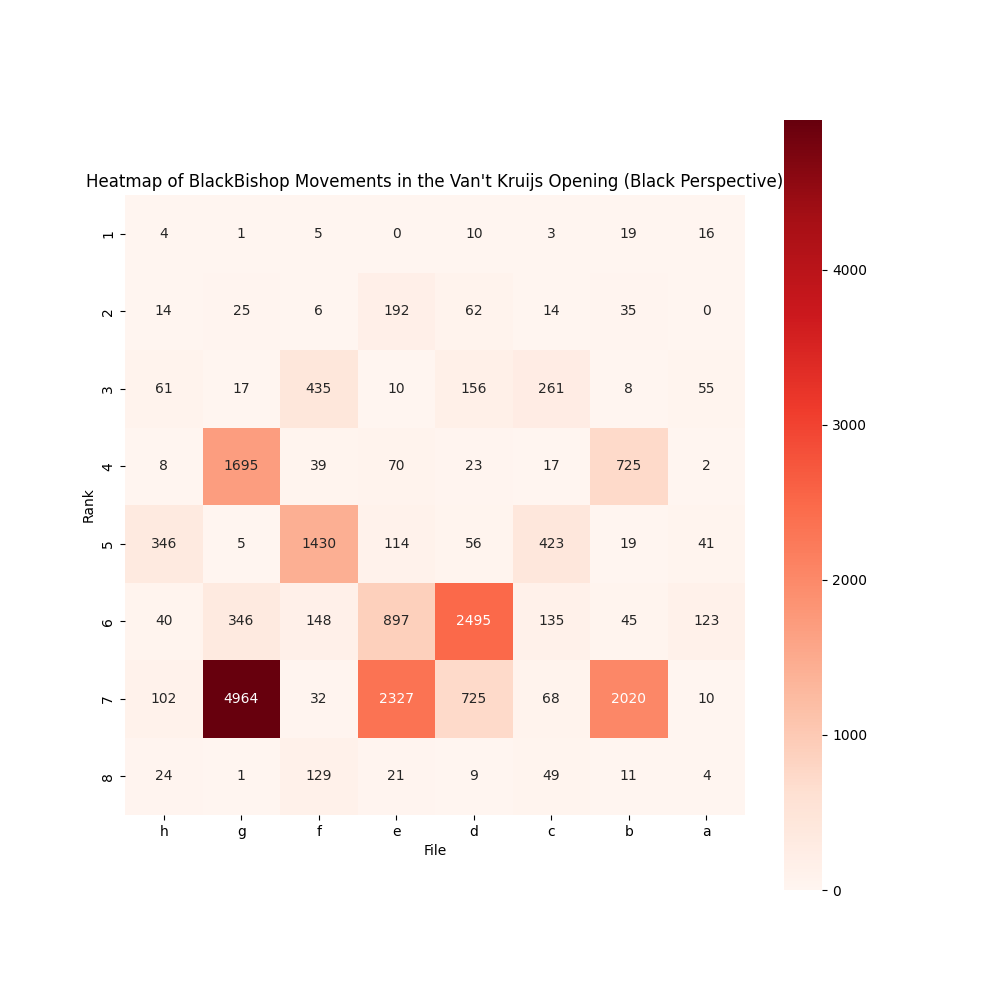 Heatmap of BlackBishop Movements in the Van't Kruijs Opening (Black Perspective)
1 4 1 5 0 10 3 19 16
2 14 25 6 192 62 14 35 0
3 61 17 435 10 156 261 8 55
4 8 1695 39 70 23 17 725 2
5 346 5 1430 114 56 423 19 41
6 40 346 148 897 2495 135 45 123
7 102 4964 32 2327 725 68 2020 10
8 24 1 129 21 9 49 11 4
Rank
h g f e d c b a
File
4000
3000
2000
1000
0